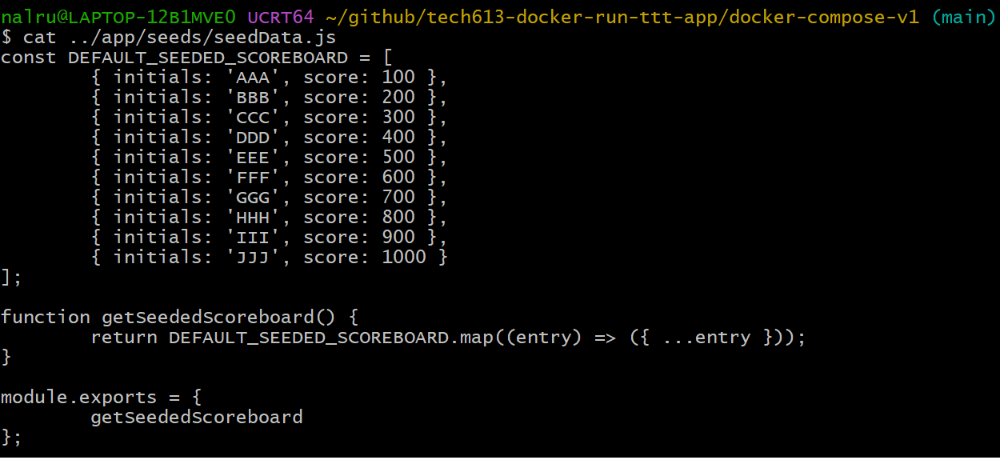 nalru@LAPTOP-12B1MVE0 UCRT64 ~/github/tech613-docker-run-ttt-app/docker-compose-v1 (main)
$ cat ../app/seeds/seedData.js
const DEFAULT_SEEDED_SCOREBOARD = [
        { initials: 'AAA', score: 100 },
        { initials: 'BBB', score: 200 },
        { initials: 'CCC', score: 300 },
        { initials: 'DDD', score: 400 },
        { initials: 'EEE', score: 500 },
        { initials: 'FFF', score: 600 },
        { initials: 'GGG', score: 700 },
        { initials: 'HHH', score: 800 },
        { initials: 'III', score: 900 },
        { initials: 'JJJ', score: 1000 }
];

function getSeededScoreboard() {
        return DEFAULT_SEEDED_SCOREBOARD.map((entry) => ({ ...entry }));
}

module.exports = {
        getSeededScoreboard
};